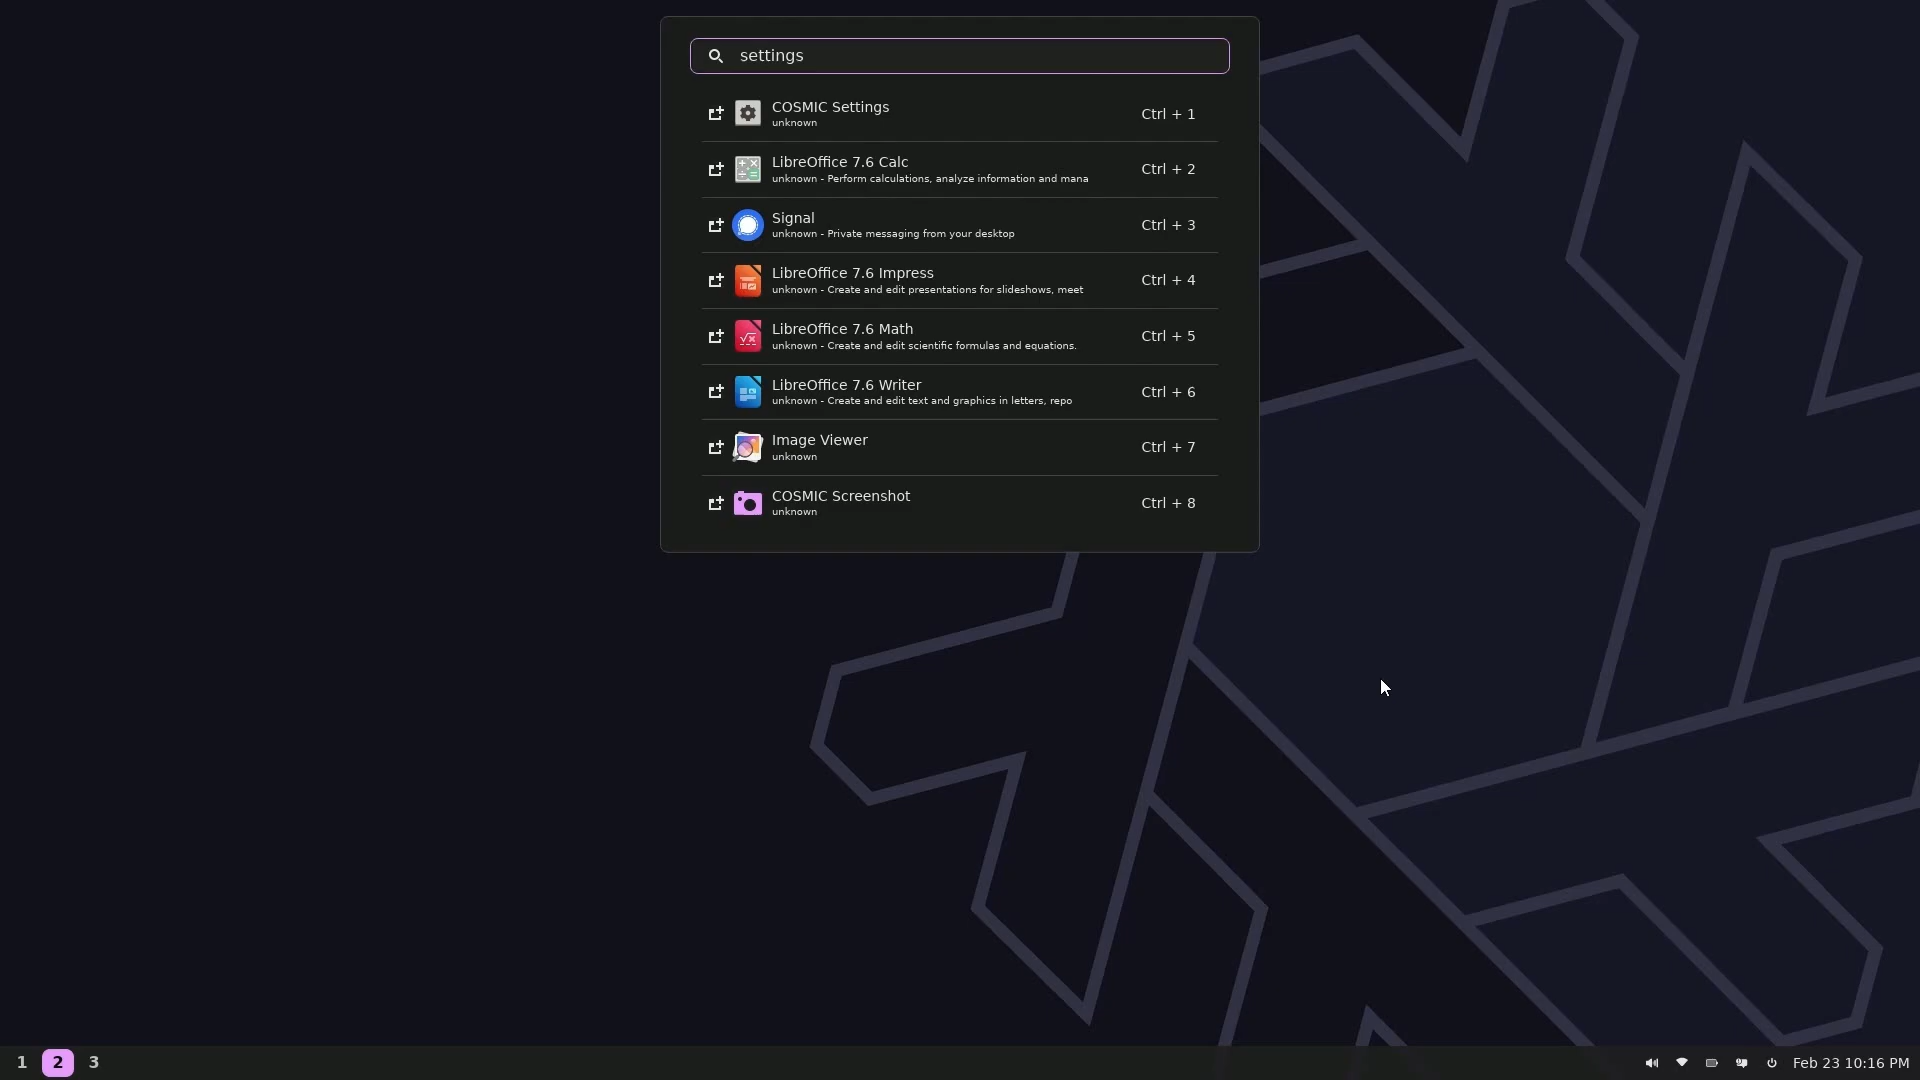 settings
COSMIC Settings
unknown
Ctrl + 1
LibreOffice 7.6 Calc
unknown - Perform calculations, analyze information and mana
Ctrl + 2
Signal
unknown - Private messaging from your desktop
Ctrl + 3
LibreOffice 7.6 Impress
unknown - Create and edit presentations for slideshows, meet
Ctrl + 4
LibreOffice 7.6 Math
unknown - Create and edit scientific formulas and equations.
Ctrl + 5
LibreOffice 7.6 Writer
unknown - Create and edit text and graphics in letters, repo
Ctrl + 6
Image Viewer
unknown
Ctrl + 7
COSMIC Screenshot
unknown
Ctrl + 8
1 2 3
Feb 23 10:16 PM